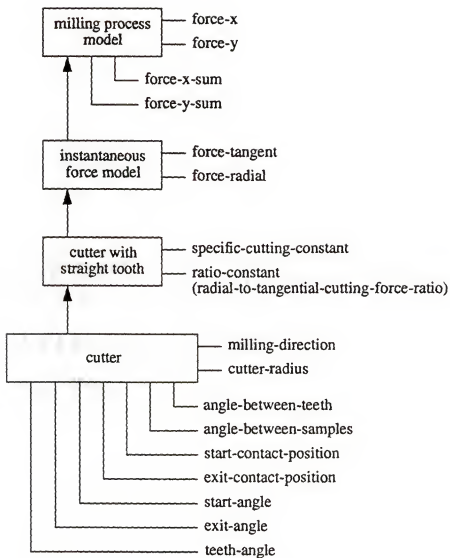 milling process
model
force-x
force-y
force-x-sum
force-y-sum
instantaneous
force model
force-tangent
force-radial
cutter with
straight tooth
specific-cutting-constant
ratio-constant
(radial-to-tangential-cutting-force-ratio)
cutter
milling-direction
cutter-radius
angle-between-teeth
angle-between-samples
start-contact-position
exit-contact-position
start-angle
exit-angle
teeth-angle